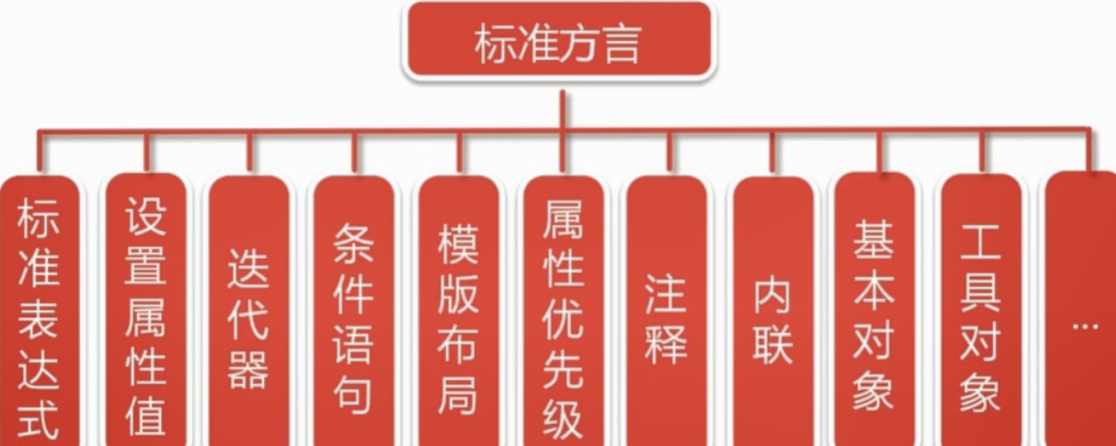 标准方言
标准表达式
设置属性值
迭代器
条件语句
模版布局
属性优先级
注释
内联
基本对象
工具对象
...